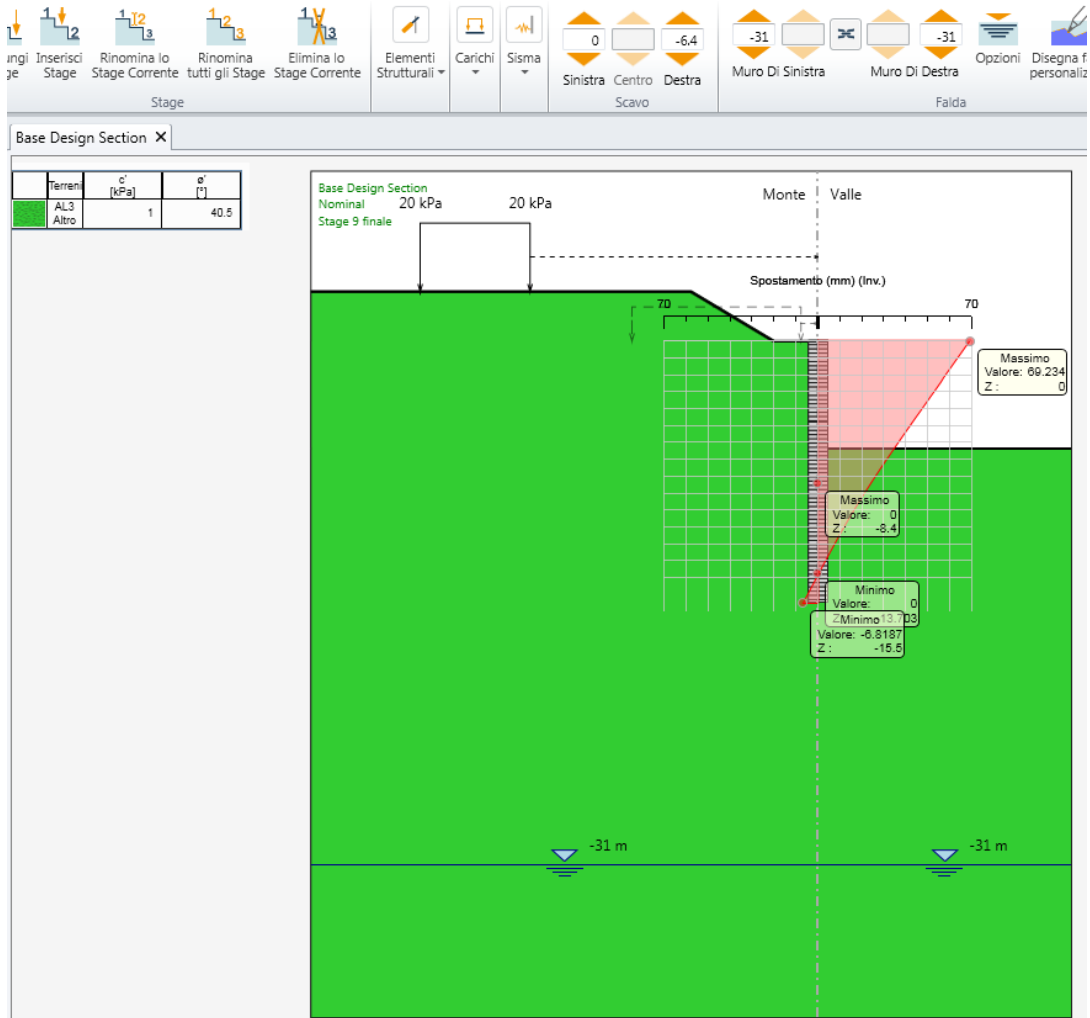 ungi
ge
Inserisci
Stage
Rinomina lo
Stage Corrente
Rinomina
tutti gli Stage
Elimina lo
Stage Corrente
Stage
Elementi
Strutturali
Carichi
Sisma
0
-6.4
Sinistra
Centro
Destra
Scavo
-31
Muro Di Sinistra
-31
Muro Di Destra
Opzioni
Disegna f
personaliz
Falda
Base Design Section
Terreni
c' [kPa]
ø' [°]
AL3
Altro
1
40.5
Base Design Section
Nominal
Stage 9 finale
20 kPa
20 kPa
Monte
Valle
Spostamento (mm) (Inv.)
70
70
Massimo
Valore: 69.234
Z : 0
Massimo
Valore: 0
Z : -8.4
Minimo
Valore: 0
Minimo
Valore: -6.8187
Z : -15.5
-31 m
-31 m